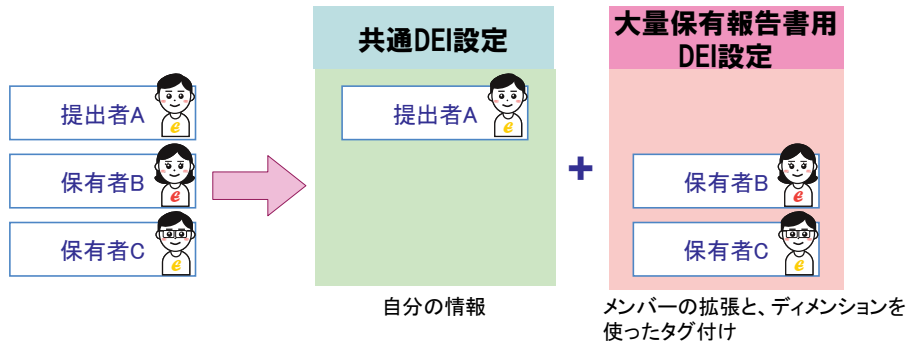 共通DEI設定
大量保有報告書用
DEI設定
提出者A
e
保有者B
e
保有者C
e
提出者A
e
+
保有者B
e
保有者C
e
自分の情報
メンバーの拡張と、ディメンションを
使ったタグ付け